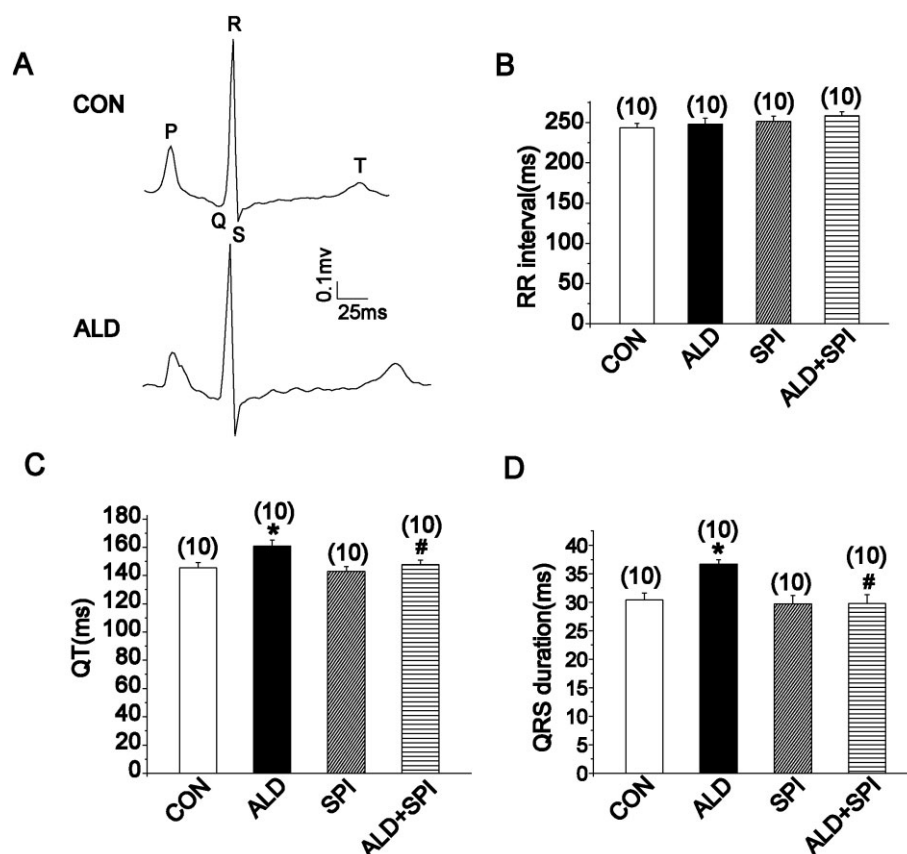 A
CON
P
R
Q
S
T
0.1mv
25ms
ALD
B
RR interval(ms)
250
200
150
100
50
0
(10)
(10)
(10)
(10)
CON
ALD
SPI
ALD+SPI
C
QT(ms)
180
160
140
120
100
80
60
40
20
0
(10)
(10)
*
(10)
(10)
#
CON
ALD
SPI
ALD+SPI
D
QRS duration(ms)
40
35
30
35
20
15
10
5
0
(10)
(10)
*
(10)
(10)
#
CON
ALD
SPI
ALD+SPI